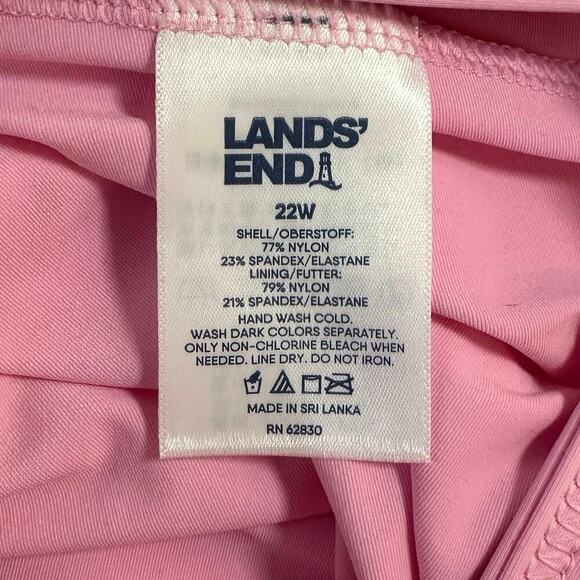 LANDS'
END
22W
SHELL/OBERSTOFF:
77% NYLON
23% SPANDEX/ELASTANE
LINING/FUTTER:
79% NYLON
21% SPANDEX/ELASTANE
HAND WASH COLD.
WASH DARK COLORS SEPARATELY.
ONLY NON-CHLORINE BLEACH WHEN
NEEDED. LINE DRY. DO NOT IRON.
MADE IN SRI LANKA
RN 62830